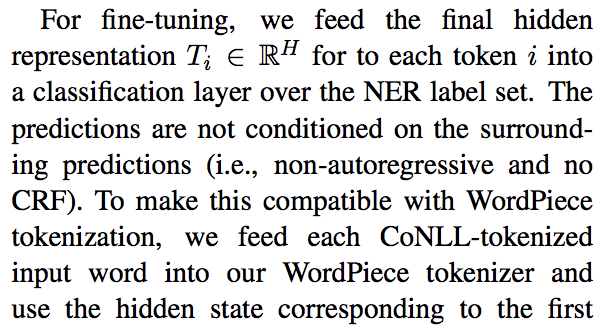 For fine-tuning, we feed the final hidden
representation T_i ∈ ℝ^H for to each token i into
a classification layer over the NER label set. The
predictions are not conditioned on the surround-
ing predictions (i.e., non-autoregressive and no
CRF). To make this compatible with WordPiece
tokenization, we feed each CoNLL-tokenized
input word into our WordPiece tokenizer and
use the hidden state corresponding to the first